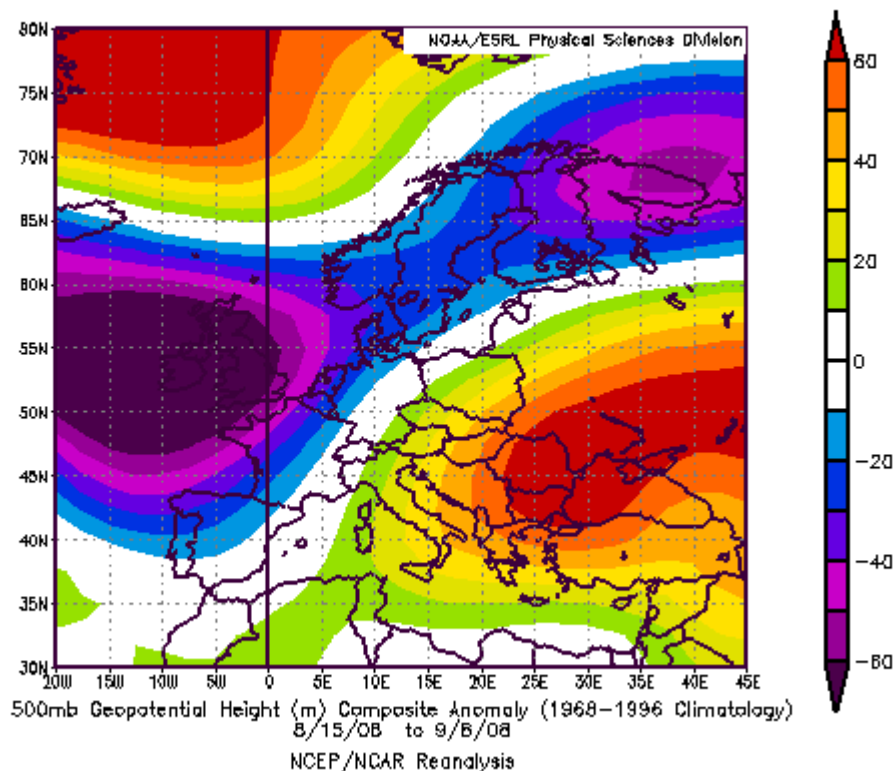 NOAA/ESRL Physical Sciences Division
80N
75N
70N
65N
60N
55N
50N
45N
40N
35N
30N
20W 15W 10W 5W 0 5E 10E 15E 20E 25E 30E 35E 40E 45E
60
40
20
0
-20
-40
-60
500mb Geopotential Height (m) Composite Anomaly (1968-1996 Climatology)
8/15/08 to 9/8/08
NCEP/NCAR Reanalysis